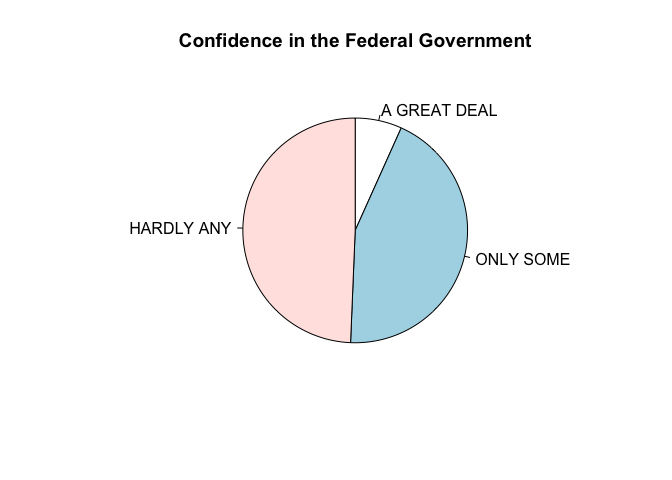 Confidence in the Federal Government
A GREAT DEAL
HARDLY ANY
ONLY SOME